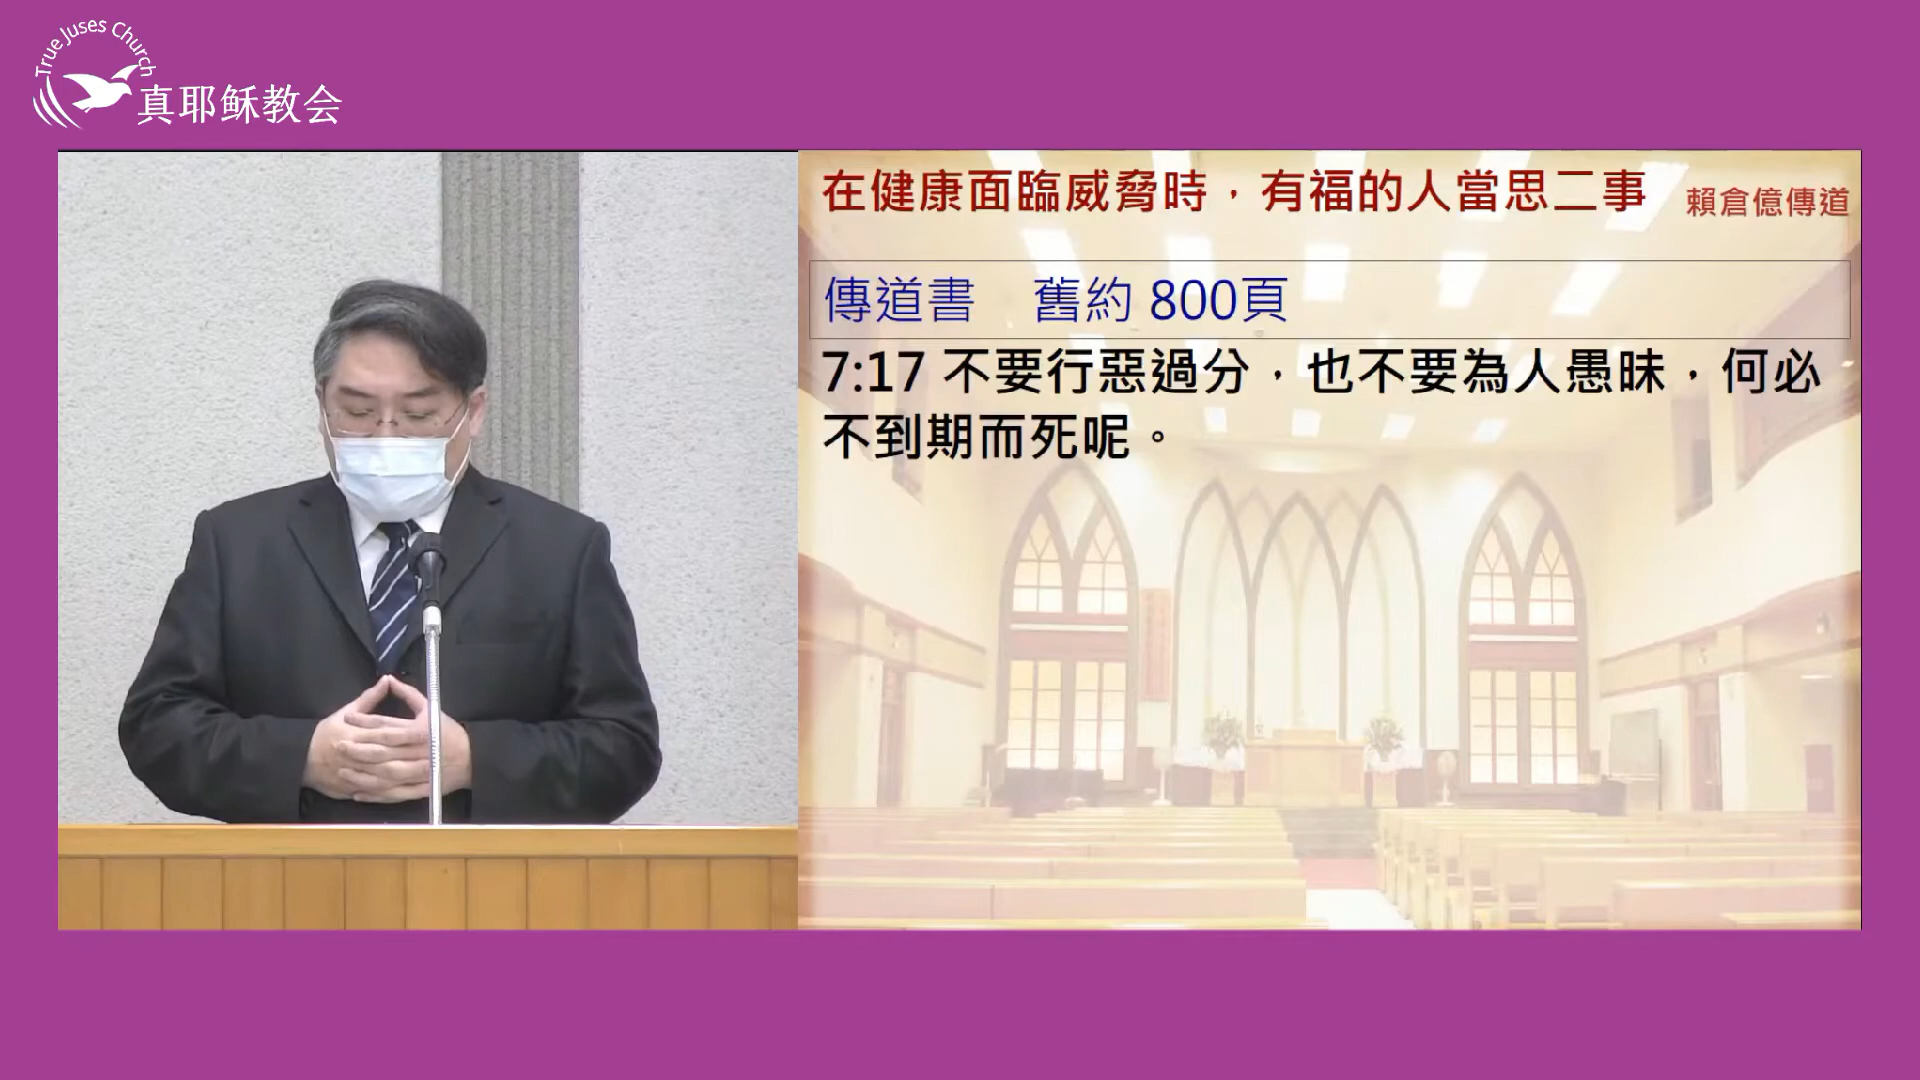 True Juses Church
真耶稣教会
在健康面臨威脅時，有福的人當思二事
賴倉億傳道
傳道書　舊約 800頁
7:17 不要行惡過分，也不要為人愚昧，何必
不到期而死呢。